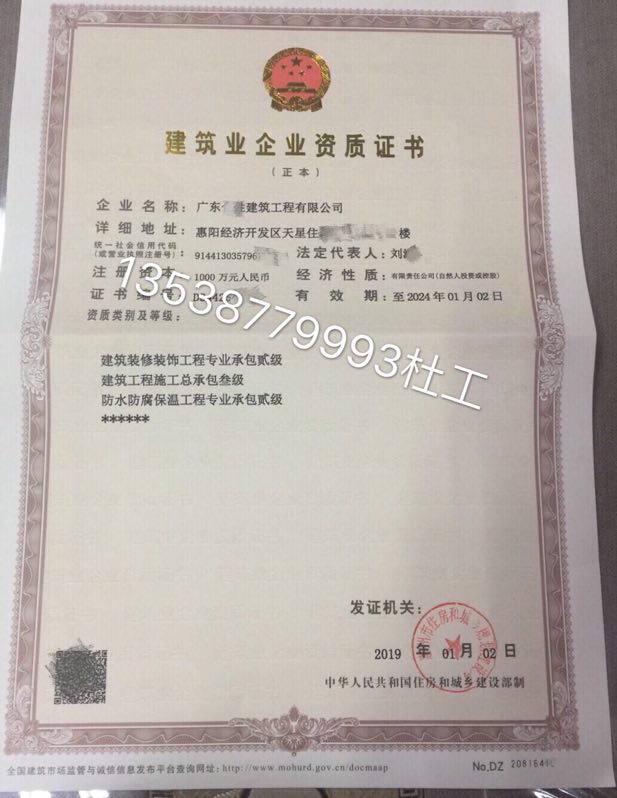 建筑业企业资质证书
（正本）
企业名称：广东 佳建筑工程有限公司
详细地址：惠阳经济开发区天星住 楼
统一社会信用代码
(或营业执照注册号)：91441303579 法定代表人：刘
注册资本：1000万元人民币 经济性质：有限责任公司(自然人投资或控股)
证书编号： 有效期：至2024年01月02日
资质类别及等级：
13538779993杜工
建筑装修装饰工程专业承包贰级
建筑工程施工总承包叁级
防水防腐保温工程专业承包贰级
******
发证机关：
2019 年 01 月 02 日
中华人民共和国住房和城乡建设部制
全国建筑市场监管与诚信信息发布平台查询网址：http://www.mohurd.gov.cn/docmaap
No.DZ 2081641